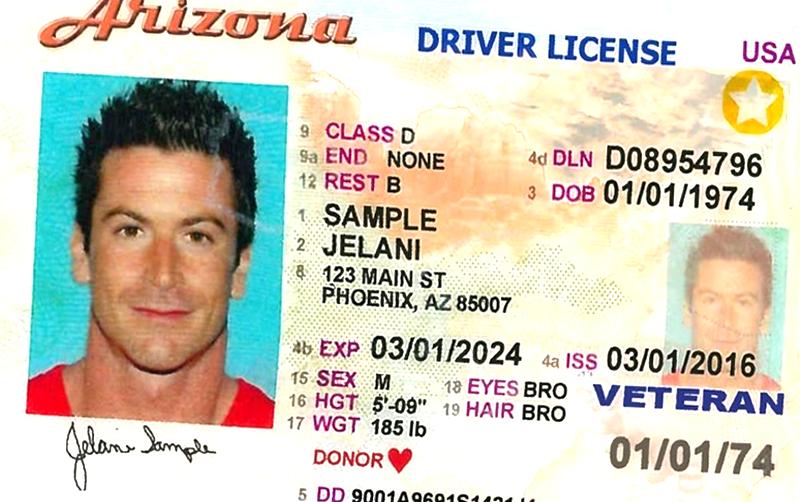 Arizona DRIVER LICENSE USA
9 CLASS D
9a END NONE 4d DLN D08954796
12 REST B 3 DOB 01/01/1974
1 SAMPLE
2 JELANI
8 123 MAIN ST
PHOENIX, AZ 85007
4b EXP 03/01/2024 4a ISS 03/01/2016
15 SEX M 18 EYES BRO VETERAN
16 HGT 5'-09" 19 HAIR BRO
17 WGT 185 lb
01/01/74
Jelani Sample
DONOR
5 DD